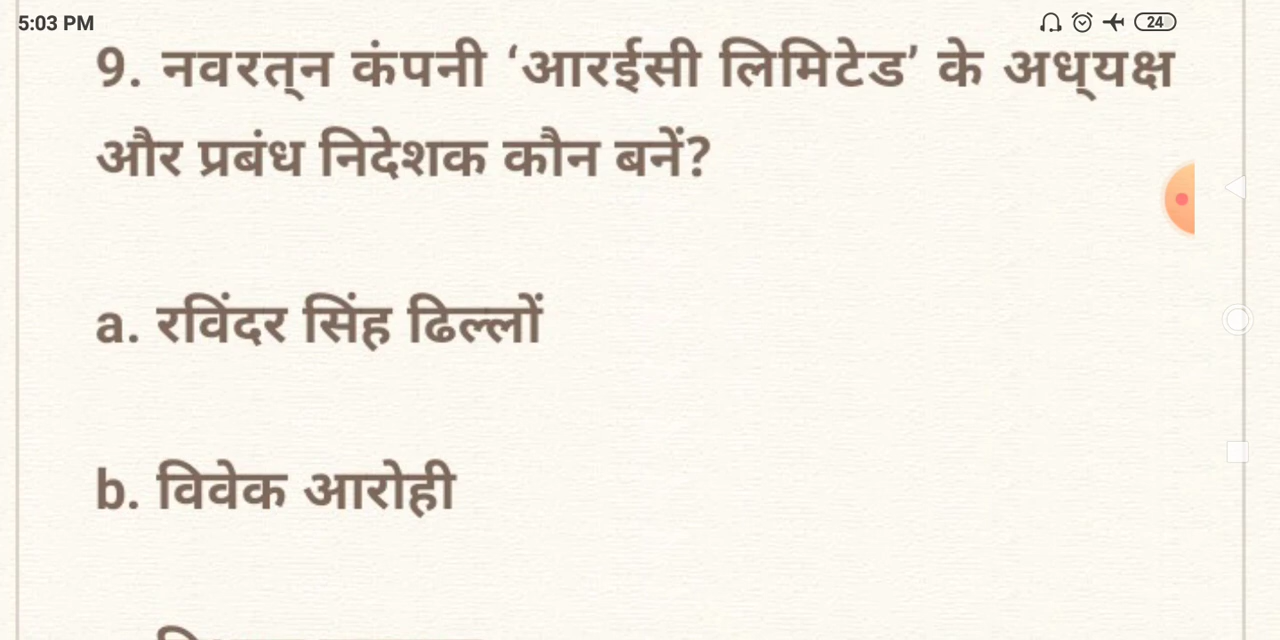 5:03 PM 24
9. नवरत्न कंपनी ‘आरईसी लिमिटेड’ के अध्यक्ष
और प्रबंध निदेशक कौन बनें?
a. रविंदर सिंह ढिल्लों
b. विवेक आरोही